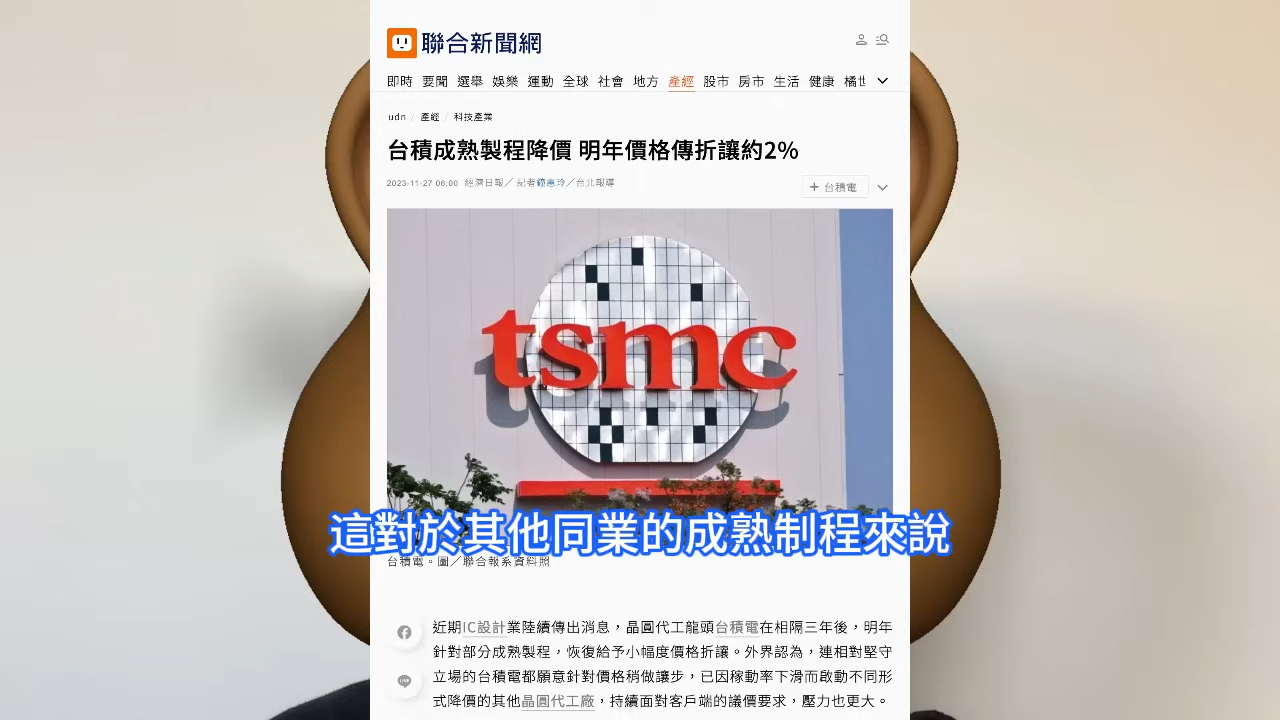 聯合新聞網
即時 要聞 選舉 娛樂 運動 全球 社會 地方 產經 股市 房市 生活 健康 橘世
udn / 產經 / 科技產業
台積成熟製程降價 明年價格傳折讓約2%
2023-11-27 06:00 經濟日報／ 記者鐘惠玲／台北報導
+ 台積電
tsmc
這對於其他同業的成熟制程來說
台積電。圖／聯合報系資料照
近期IC設計業陸續傳出消息，晶圓代工龍頭台積電在相隔三年後，明年
針對部分成熟製程，恢復給予小幅度價格折讓。外界認為，連相對堅守
立場的台積電都願意針對價格稍做讓步，已因稼動率下滑而啟動不同形
式降價的其他晶圓代工廠，持續面對客戶端的議價要求，壓力也更大。